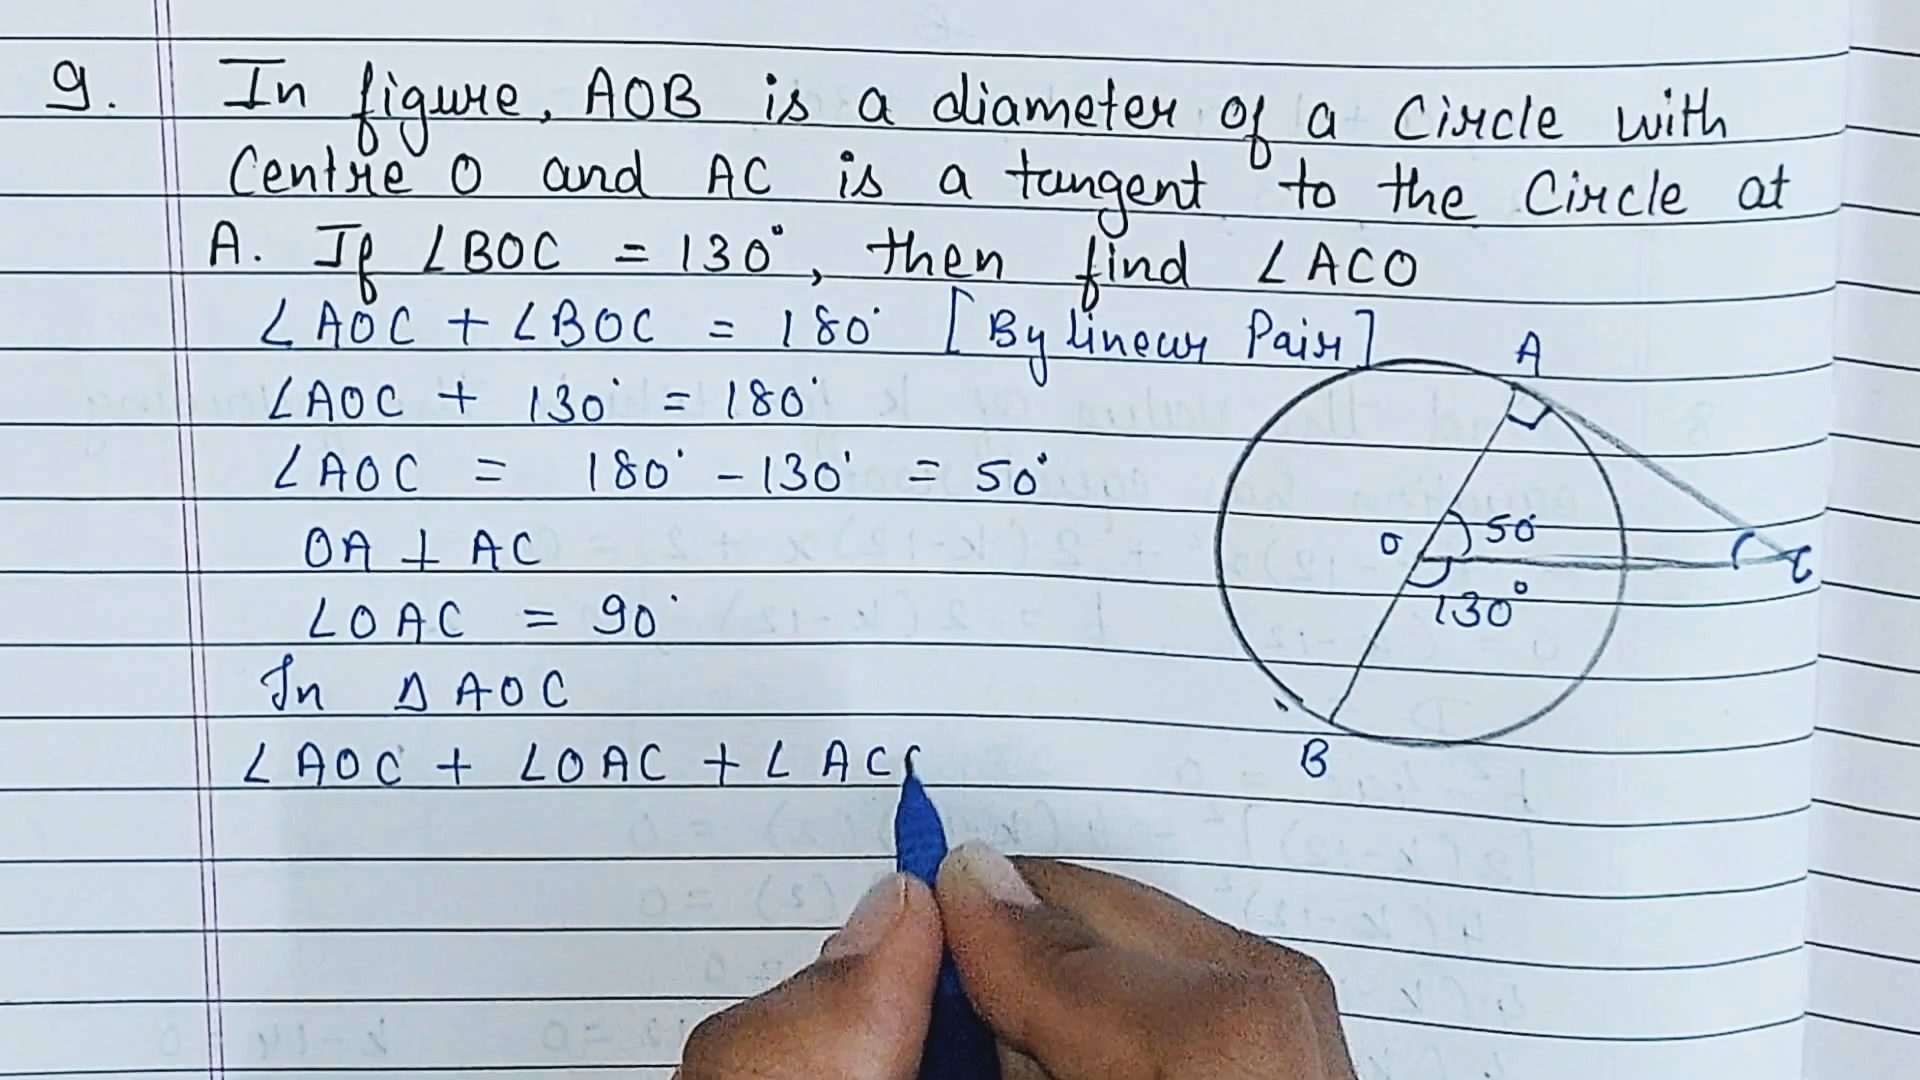 9. In figure, AOB is a diameter of a Circle with
Centre O and AC is a tangent to the Circle at
A. If ∠BOC = 130°, then find ∠ACO
∠AOC + ∠BOC = 180° [By linear Pair]
∠AOC + 130° = 180°
∠AOC = 180° - 130° = 50°
OA ⊥ AC
∠OAC = 90°
In Δ AOC
∠AOC + ∠OAC + ∠AC
A
O
50°
C
130°
B